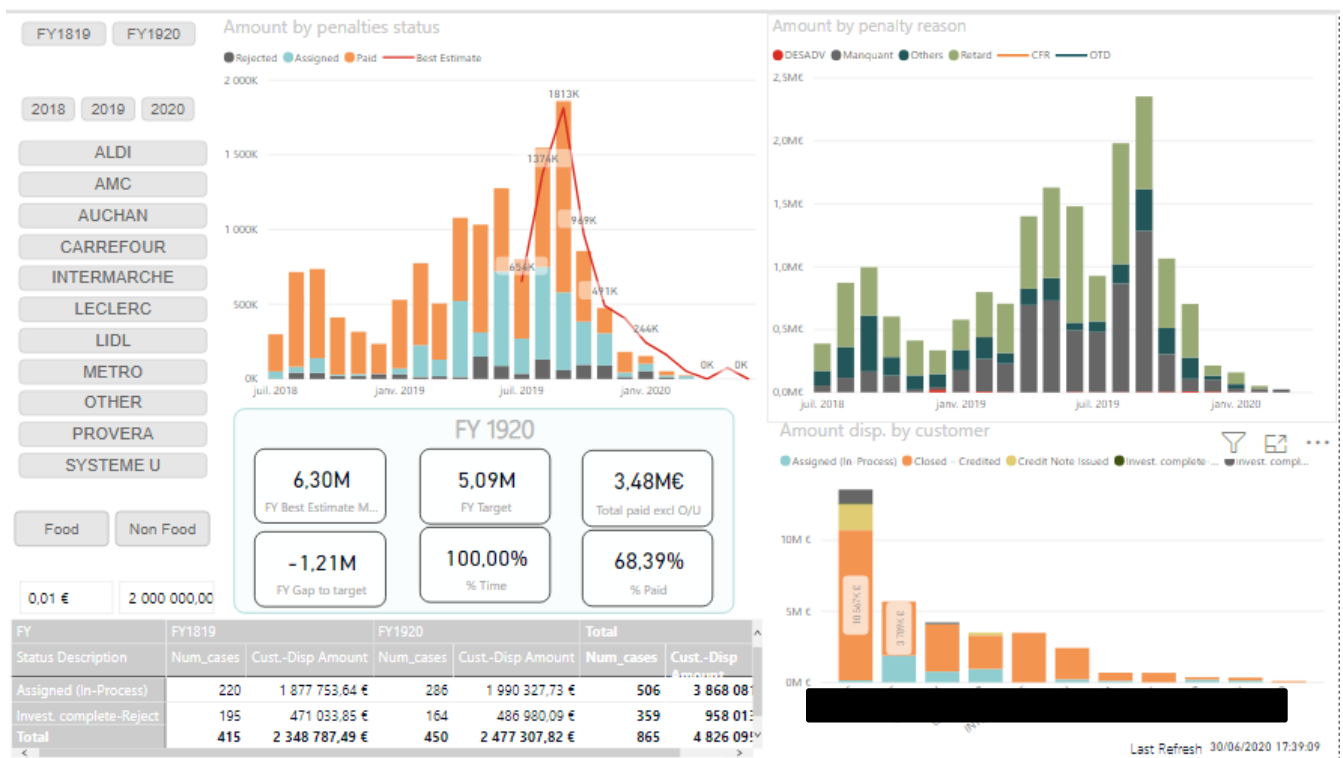 FY1819 FY1920
2018 2019 2020
ALDI
AMC
AUCHAN
CARREFOUR
INTERMARCHE
LECLERC
LIDL
METRO
OTHER
PROVERA
SYSTEME U
Food Non Food
0,01 € 2 000 000,00
Amount by penalties status
Rejected Assigned Paid Best Estimate
2 000K
1813K
1 500K
1374K
1 000K
969K
654K
500K
491K
244K
0K 0K
0K
juil. 2018 janv. 2019 juil. 2019 janv. 2020
Amount by penalty reason
DESADV Manquant Others Retard CFR OTD
2,5M€
2,0M€
1,5M€
1,0M€
0,5M€
0,0M€
juil. 2018 janv. 2019 juil. 2019 janv. 2020
FY 1920
6,30M 5,09M 3,48M€
FY Best Estimate M... FY Target Total paid excl O/U
-1,21M 100,00% 68,39%
FY Gap to target % Time % Paid
Amount disp. by customer
Assigned (In-Process) Closed - Credited Credit Note Issued Invest. complete-... Invest. compl...
10M €
5M €
0M €
10 567K €
3 789K €
FY FY1819 FY1920 Total
Status Description Num_cases Cust.-Disp Amount Num_cases Cust.-Disp Amount Num_cases Cust.-Disp
Amount
Assigned (In-Process) 220 1 877 753,64 € 286 1 990 327,73 € 506 3 868 081
Invest. complete-Reject 195 471 033,85 € 164 486 980,09 € 359 958 013
Total 415 2 348 787,49 € 450 2 477 307,82 € 865 4 826 095
Last Refresh 30/06/2020 17:39:09